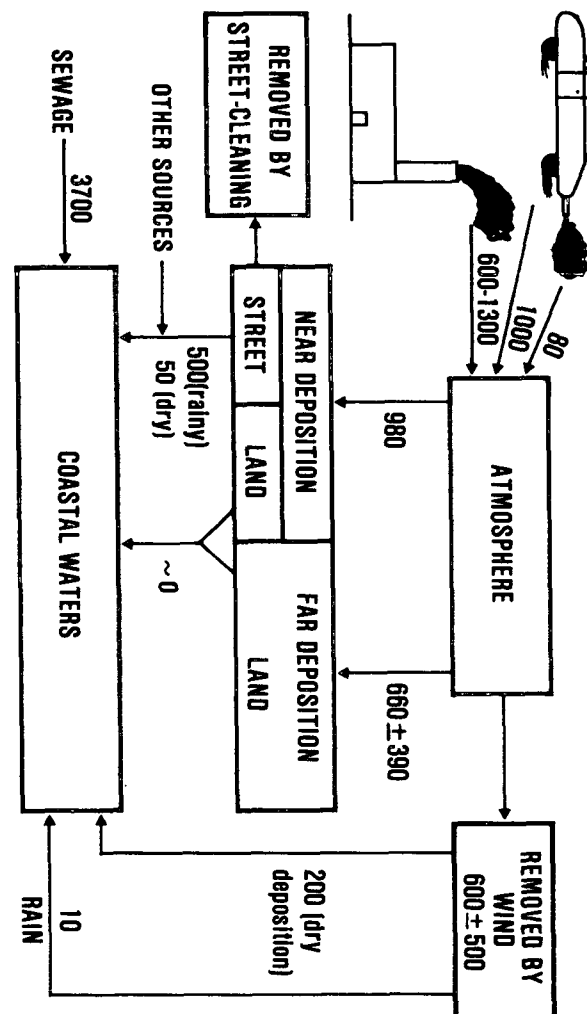 80
1000
600-1300
ATMOSPHERE
REMOVED BY
WIND
600±500
980
660±390
REMOVED BY
STREET-CLEANING
NEAR DEPOSITION
STREET
LAND
FAR DEPOSITION
LAND
OTHER SOURCES
500(rainy)
50 (dry)
~0
200 (dry
deposition)
10
RAIN
SEWAGE
3700
COASTAL WATERS